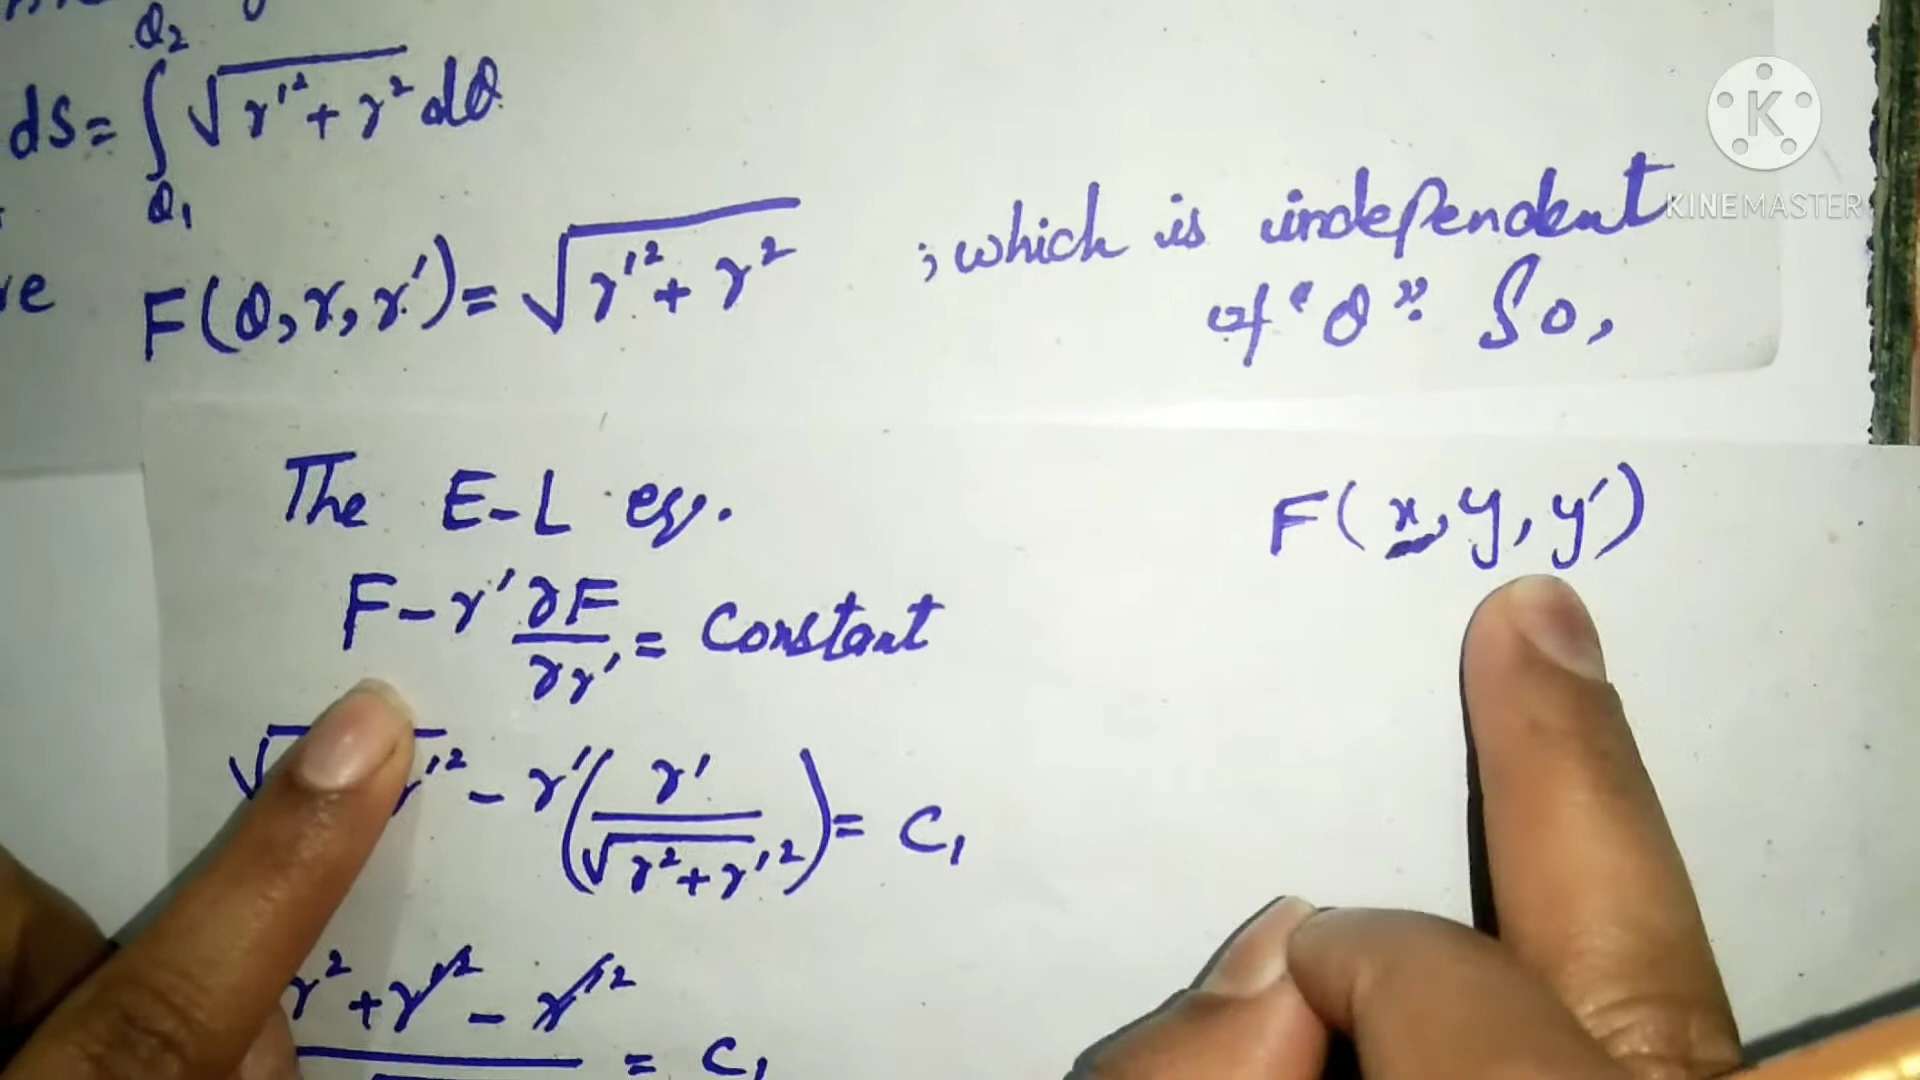 θ2
ds = ∫ √r'² + r² dθ
θ1
F(θ, r, r') = √r'² + r² ; which is independent
of "θ". So,
The E-L eq.
F(x, y, y')
F - r' ∂F/∂r' = Constant
√ r'² - r'(r'/√r²+r'²) = C₁
r² + r'² - r'² = C₁
K
KINEMASTER